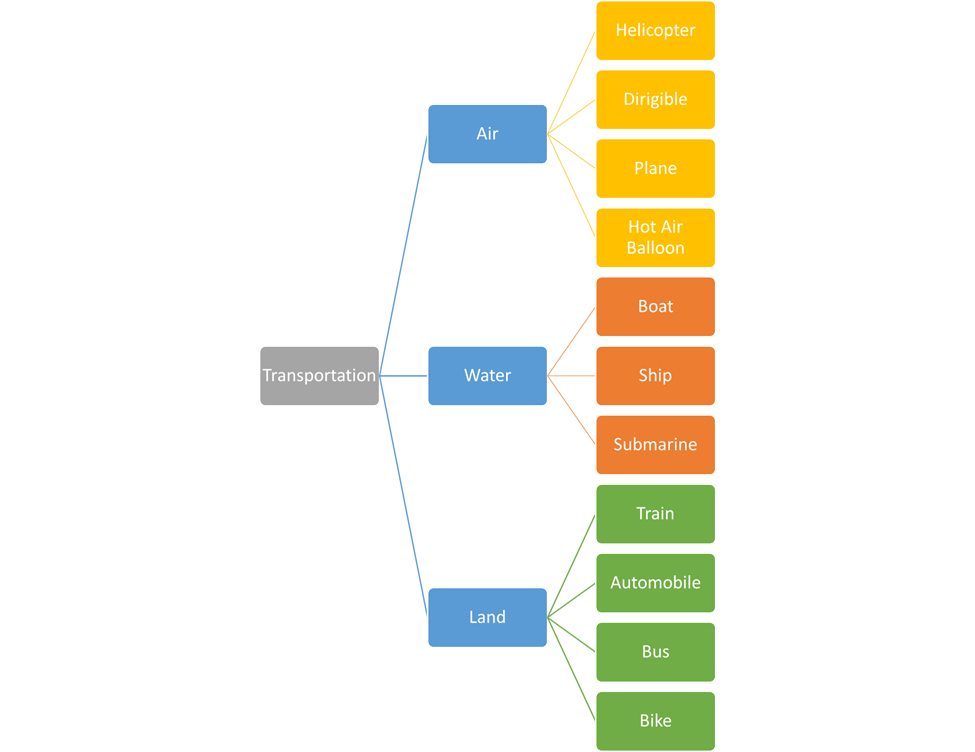 Helicopter
Dirigible
Air
Plane
Hot Air
Balloon
Boat
Transportation
Water
Ship
Submarine
Train
Automobile
Land
Bus
Bike